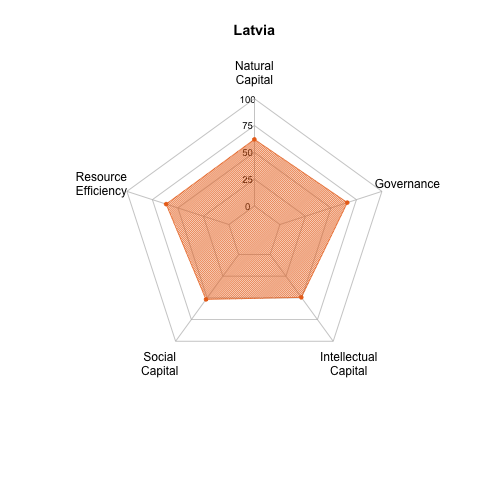 Latvia
Natural
Capital
100
75
50
25
0
Resource
Efficiency
Governance
Social
Capital
Intellectual
Capital